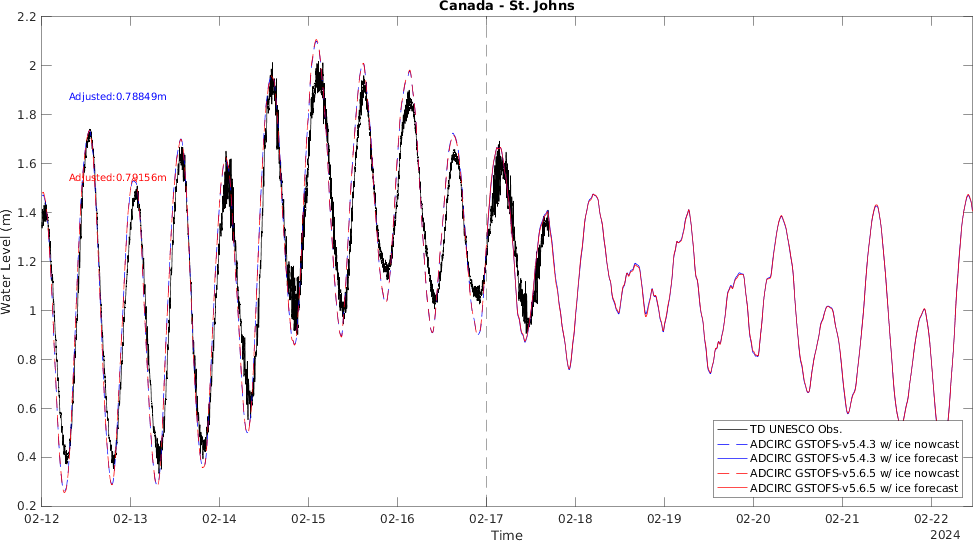 Canada - St. Johns
2.2
2
1.8
1.6
1.4
1.2
1
0.8
0.6
0.4
0.2
Water Level (m)
Adjusted:0.78849m
Adjusted:0.79156m
TD UNESCO Obs.
ADCIRC GSTOFS-v5.4.3 w/ ice nowcast
ADCIRC GSTOFS-v5.4.3 w/ ice forecast
ADCIRC GSTOFS-v5.6.5 w/ ice nowcast
ADCIRC GSTOFS-v5.6.5 w/ ice forecast
02-12 02-13 02-14 02-15 02-16 02-17 02-18 02-19 02-20 02-21 02-22
Time
2024